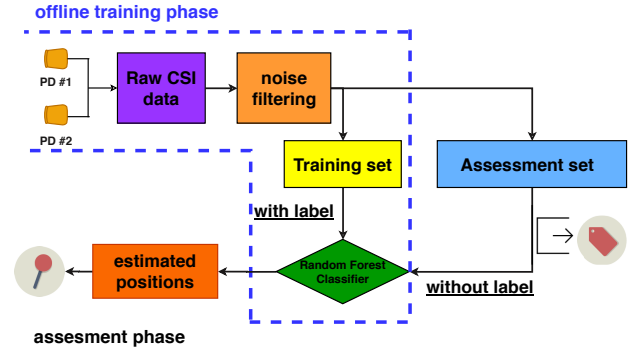 offline training phase
PD #1
PD #2
Raw CSI
data
noise
filtering
Training set
Assessment set
with label
Random Forest
Classifier
without label
estimated
positions
assesment phase